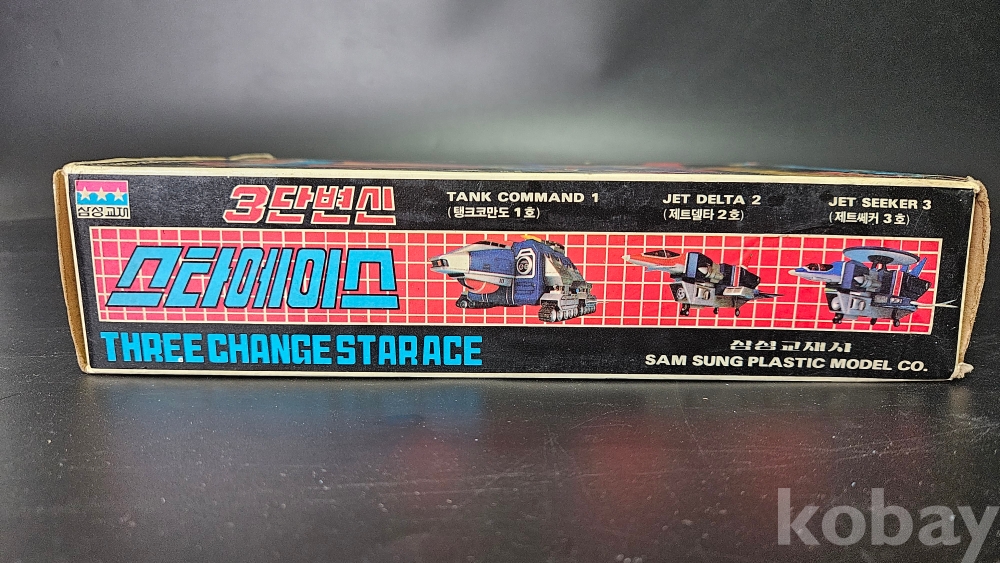 삼성교재
3단변신
스타에이스
THREE CHANGE STAR ACE
TANK COMMAND 1
(탱크코만도 1호)
JET DELTA 2
(제트델타 2호)
JET SEEKER 3
(제트쎄커 3호)
삼성교재사
SAM SUNG PLASTIC MODEL CO.
kobay